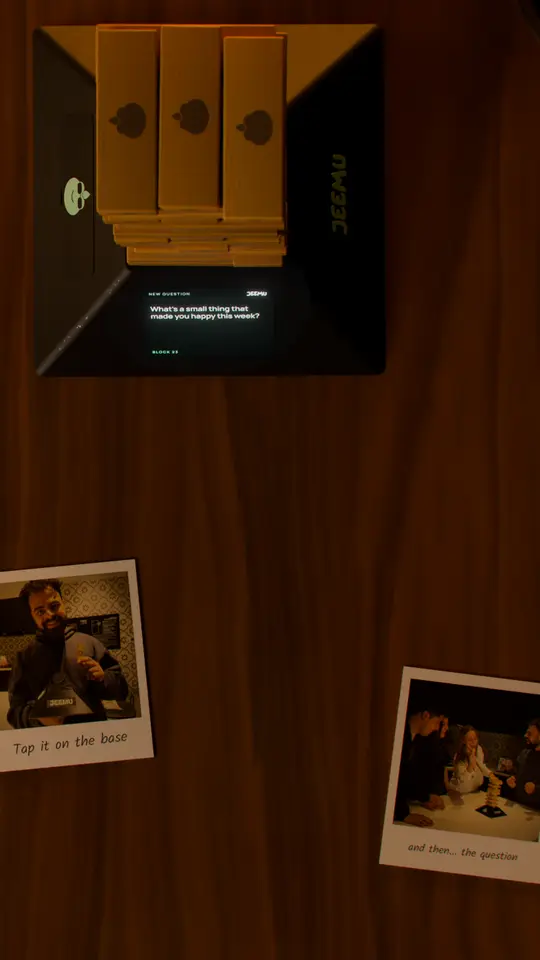 JEEMU
NEW QUESTION
JEEMU
What's a small thing that
made you happy this week?
BLOCK 23
JEEMU
Tap it on the base
and then... the question